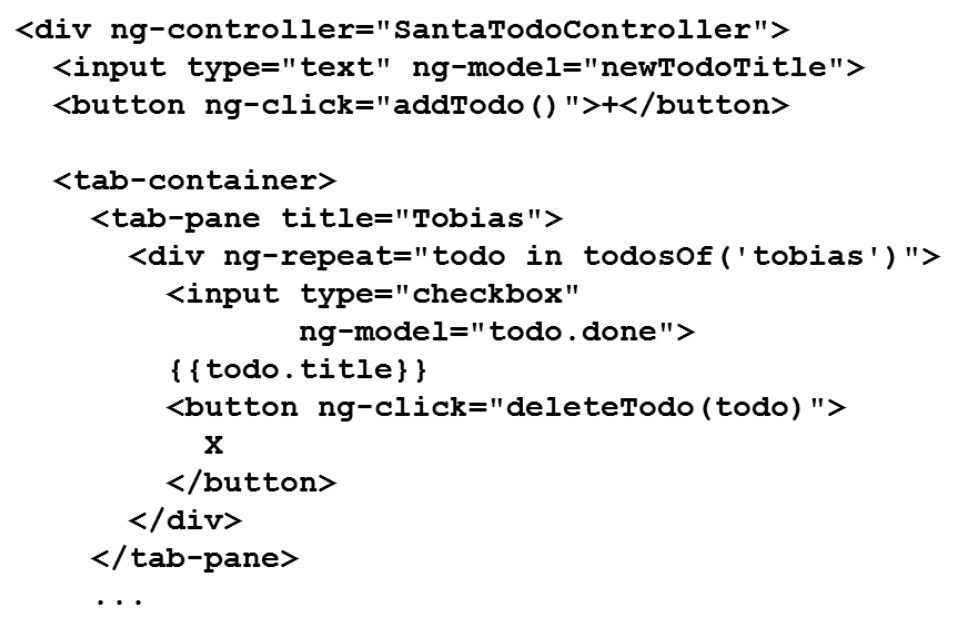 <div ng-controller="SantaTodoController">
  <input type="text" ng-model="newTodoTitle">
  <button ng-click="addTodo()">+</button>

  <tab-container>
    <tab-pane title="Tobias">
      <div ng-repeat="todo in todosOf('tobias')">
        <input type="checkbox"
               ng-model="todo.done">
        {{todo.title}}
        <button ng-click="deleteTodo(todo)">
          X
        </button>
      </div>
    </tab-pane>
    ...